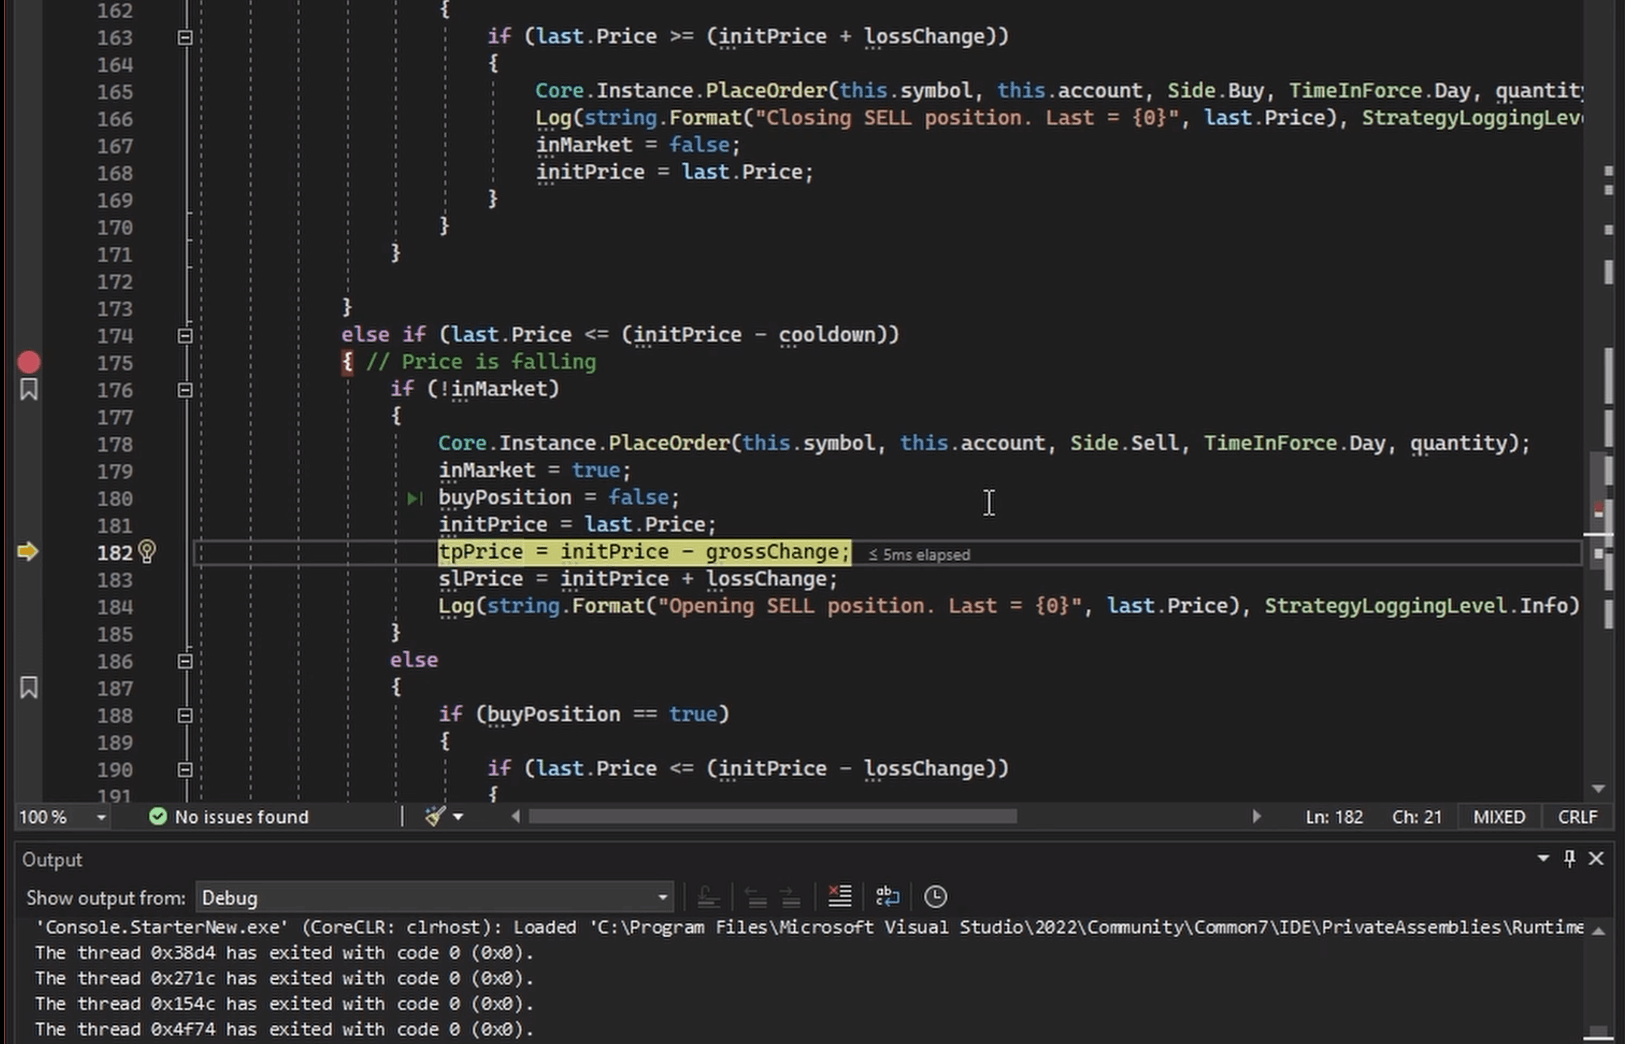 162 {
163 if (last.Price >= (initPrice + lossChange))
164 {
165 Core.Instance.PlaceOrder(this.symbol, this.account, Side.Buy, TimeInForce.Day, quantity
166 Log(string.Format("Closing SELL position. Last = {0}", last.Price), StrategyLoggingLev
167 inMarket = false;
168 initPrice = last.Price;
169 }
170 }
171 }
172
173 }
174 else if (last.Price <= (initPrice - cooldown))
175 { // Price is falling
176 if (!inMarket)
177 {
178 Core.Instance.PlaceOrder(this.symbol, this.account, Side.Sell, TimeInForce.Day, quantity);
179 inMarket = true;
180 buyPosition = false;
181 initPrice = last.Price;
182 tpPrice = initPrice - grossChange; ≤ 5ms elapsed
183 slPrice = initPrice + lossChange;
184 Log(string.Format("Opening SELL position. Last = {0}", last.Price), StrategyLoggingLevel.Info)
185 }
186 else
187 {
188 if (buyPosition == true)
189 {
190 if (last.Price <= (initPrice - lossChange))
191 {
100 % No issues found Ln: 182 Ch: 21 MIXED CRLF
Output
Show output from: Debug
'Console.StarterNew.exe' (CoreCLR: clrhost): Loaded 'C:\Program Files\Microsoft Visual Studio\2022\Community\Common7\IDE\PrivateAssemblies\Runtime
The thread 0x38d4 has exited with code 0 (0x0).
The thread 0x271c has exited with code 0 (0x0).
The thread 0x154c has exited with code 0 (0x0).
The thread 0x4f74 has exited with code 0 (0x0).